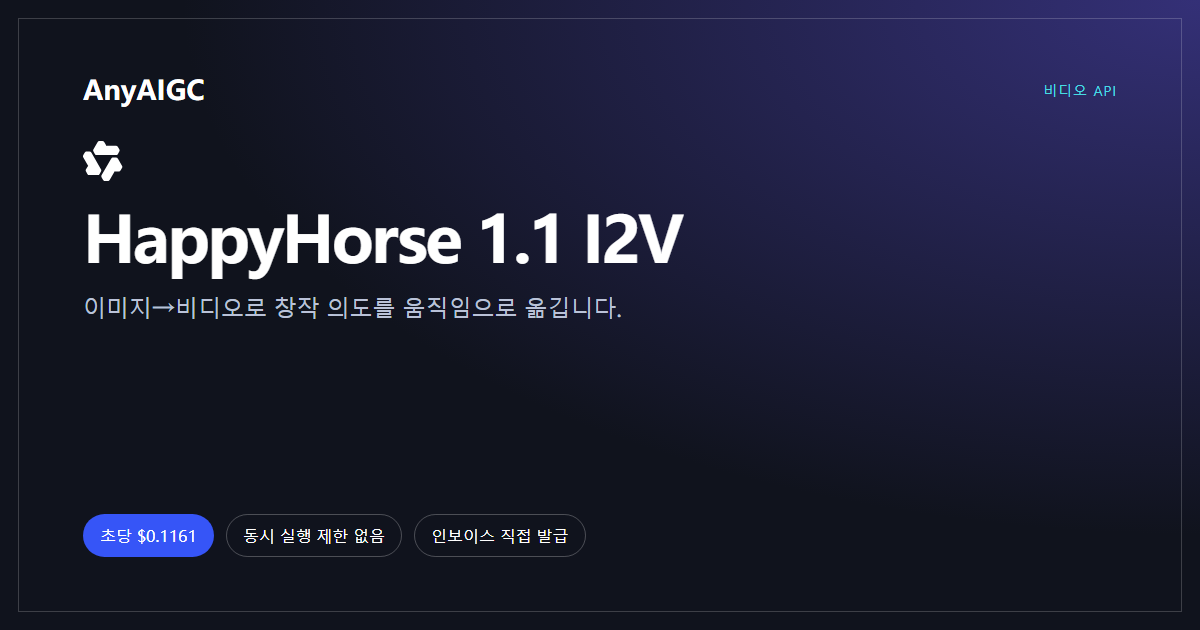 AnyAIGC
비디오 API
HappyHorse 1.1 I2V
이미지→비디오로 창작 의도를 움직임으로 옮깁니다.
초당 $0.1161
동시 실행 제한 없음
인보이스 직접 발급